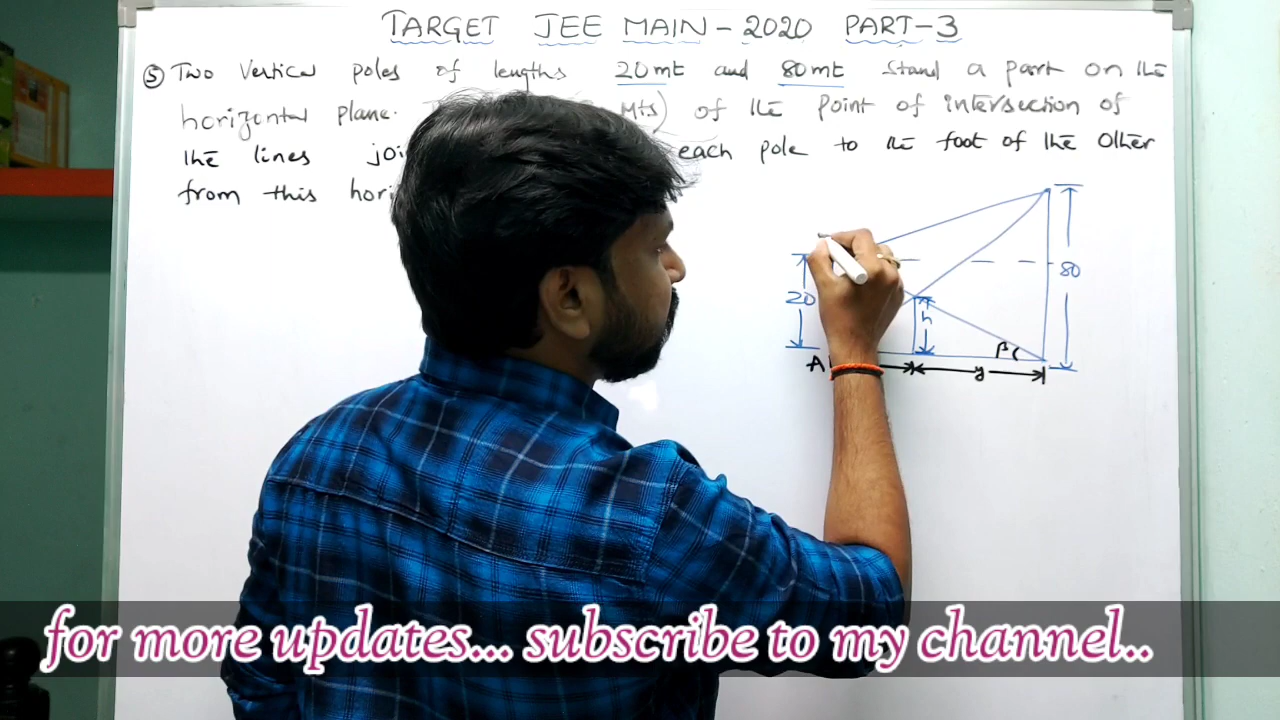 TARGET JEE MAIN - 2020 PART-3
⑤ Two Vertical poles of lengths 20mt and 80mt Stand a part on the
horizontal plane. Mts) of the point of intersection of
the lines joi each pole to the foot of the Other
from this hori
80
20
h
β
A
y
for more updates... subscribe to my channel..